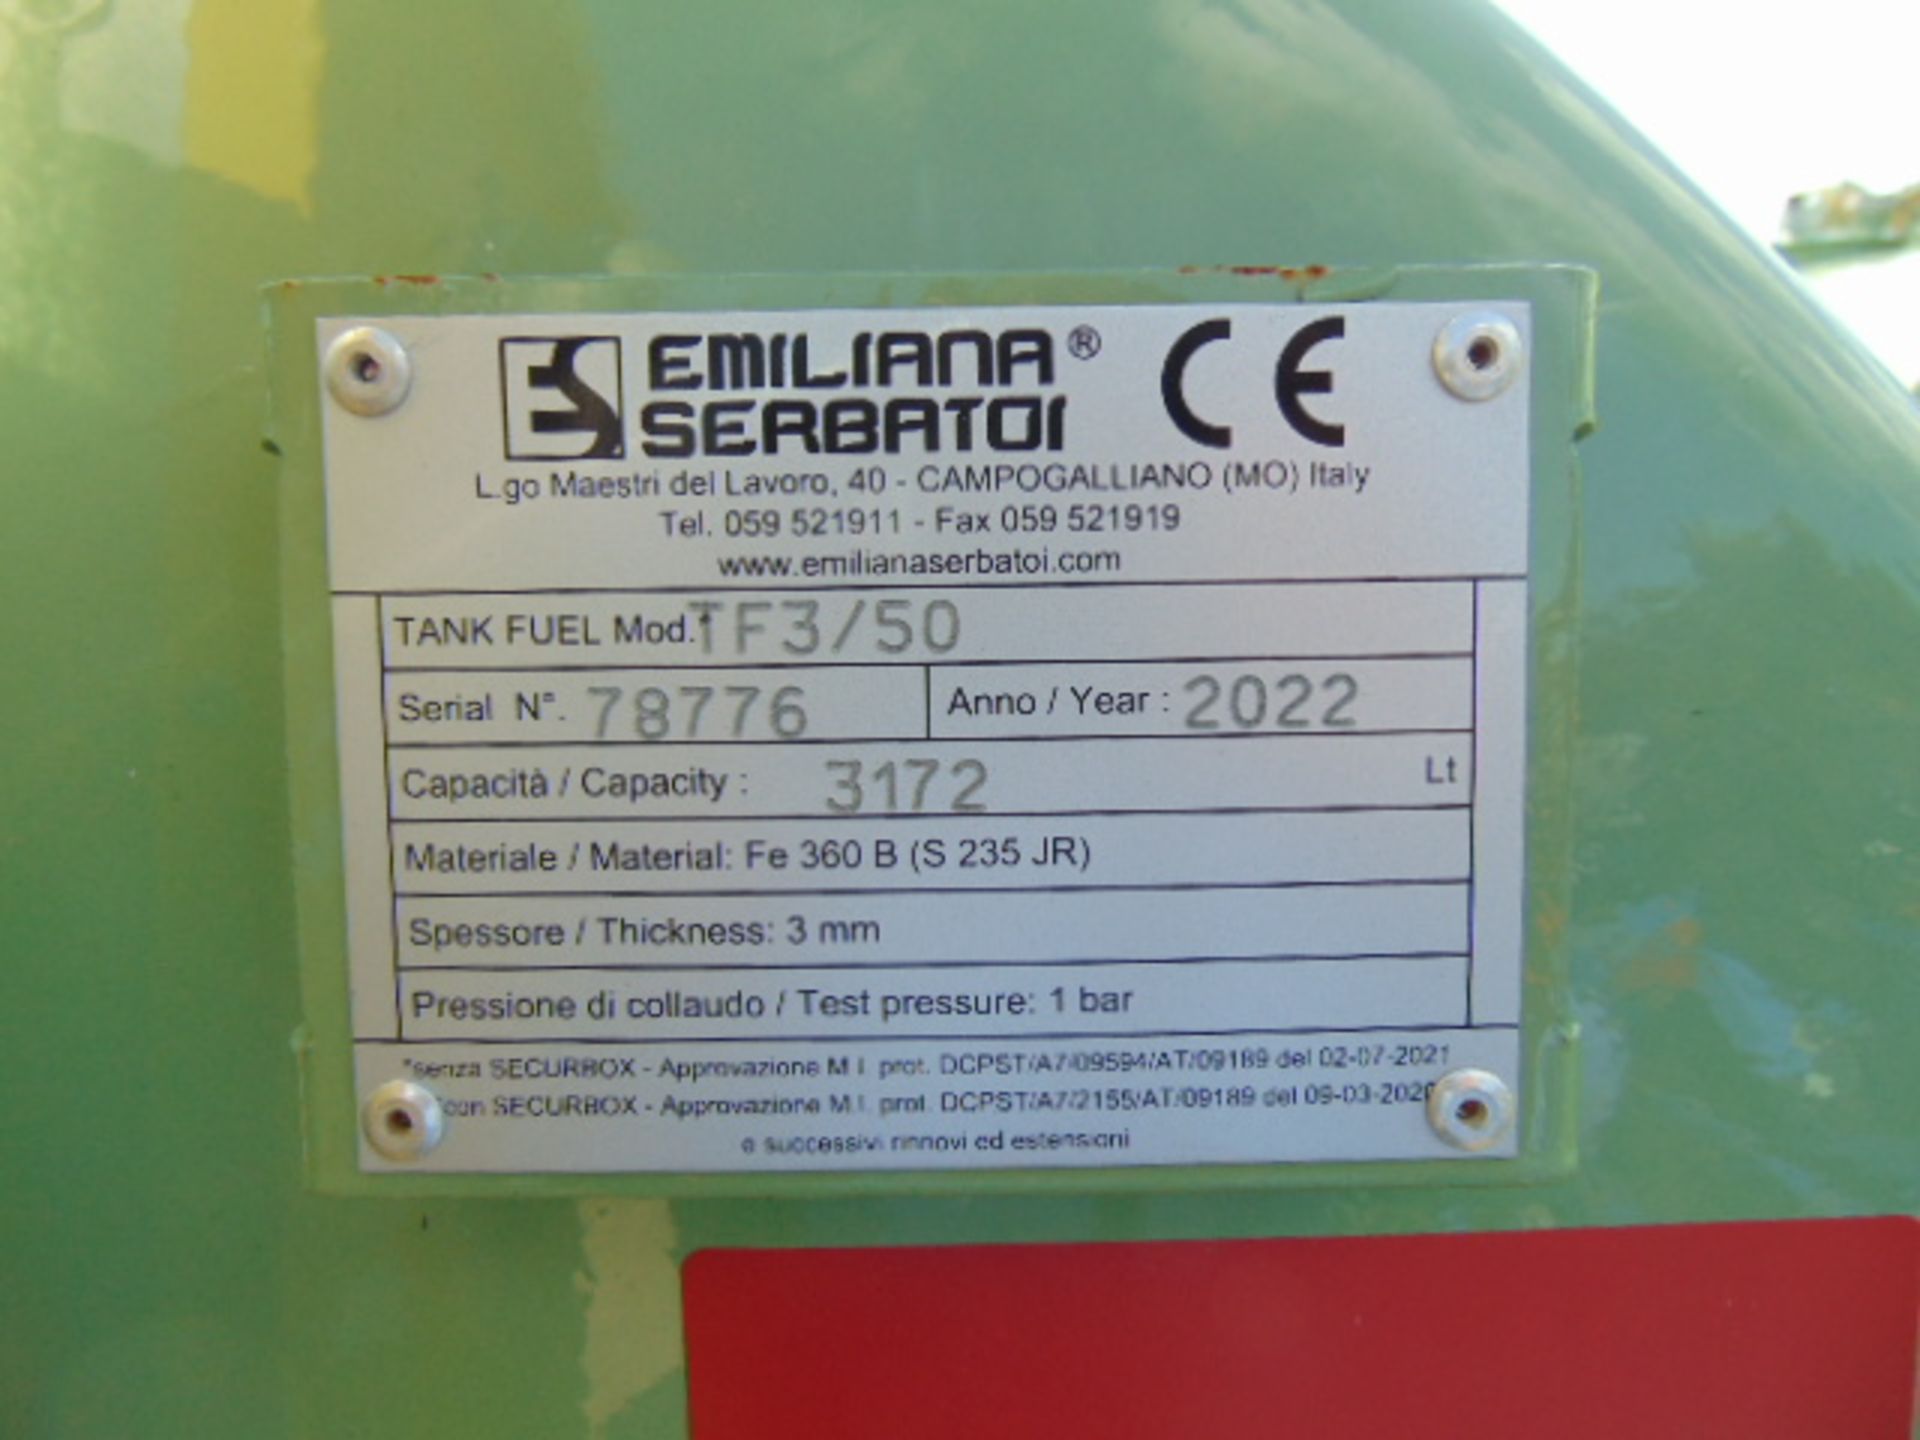 ES EMILIANA® CE
SERBATOI
L.go Maestri del Lavoro, 40 - CAMPOGALLIANO (MO) Italy
Tel. 059 521911 - Fax 059 521919
www.emilianaserbatoi.com
TANK FUEL Mod.* TF3/50
Serial N°. 78776 Anno / Year : 2022
Capacità / Capacity : 3172 Lt
Materiale / Material: Fe 360 B (S 235 JR)
Spessore / Thickness: 3 mm
Pressione di collaudo / Test pressure: 1 bar
*senza SECURBOX - Approvazione M.I. prot. DCPST/A7/09594/AT/09189 del 02-07-2021
con SECURBOX - Approvazione M.I. prot. DCPST/A7/2155/AT/09189 del
e successivi rinnovi ed estensioni